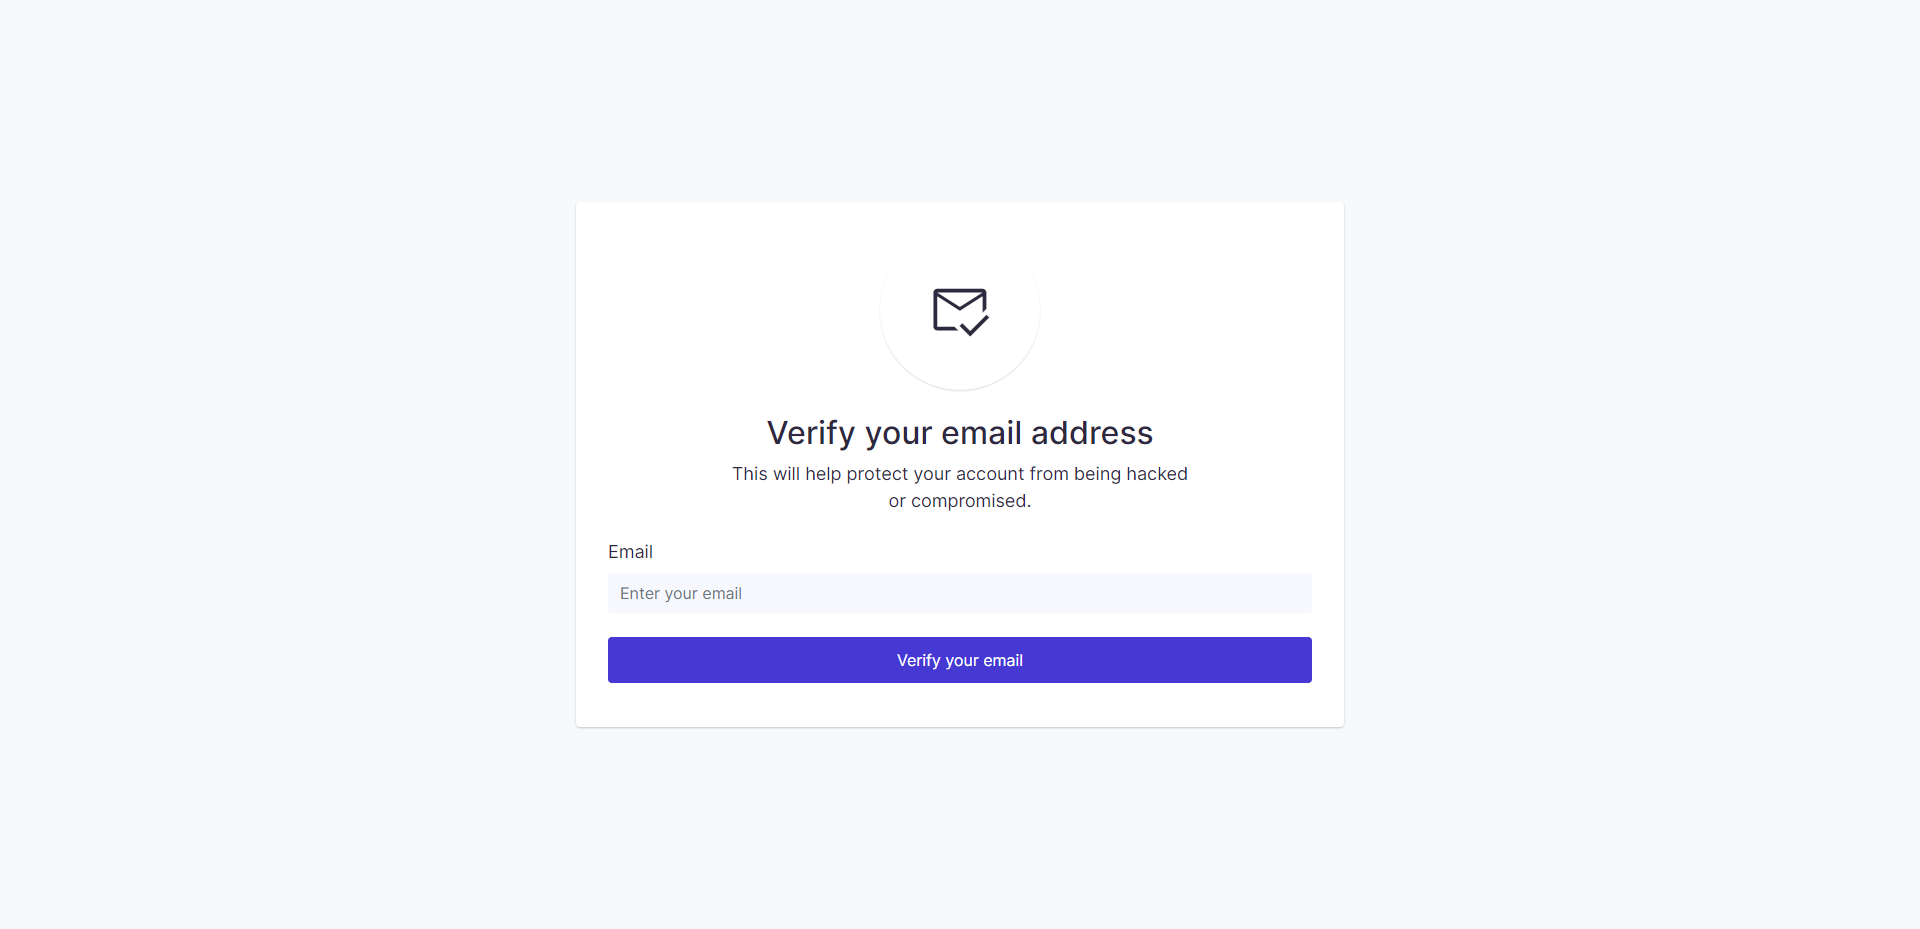 Verify your email address
This will help protect your account from being hacked
or compromised.
Email
Enter your email
Verify your email